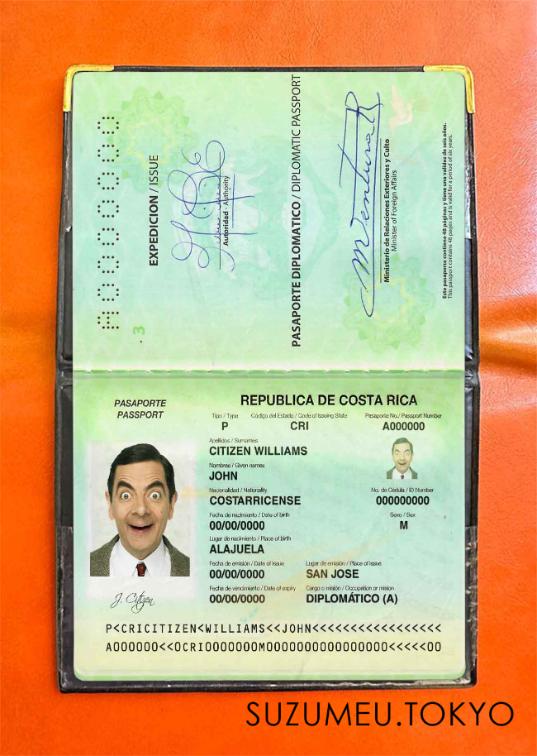 A000000
3
EXPEDICION / ISSUE
Autoridad - Authority
PASAPORTE DIPLOMATICO / DIPLOMATIC PASSPORT
Ministerio de Relaciones Exteriores y Culto
Minister of Foreign Affairs
Este pasaporte contiene 48 páginas y tiene una validez de seis años.
This passport contains 48 pages and is valid for a period of six years.
PASAPORTE
PASSPORT
REPUBLICA DE COSTA RICA
Tipo / Type Código del Estado / Code of Issuing State Pasaporte No./ Passport Number
P CRI A000000
Apellidos / Surnames
CITIZEN WILLIAMS
Nombres / Given names
JOHN
Nacionalidad / Nationality No. de Cédula / ID Number
COSTARRICENSE 000000000
Fecha de nacimiento / Date of birth Sexo / Sex
00/00/0000 M
Lugar de nacimiento / Place of birth
ALAJUELA
Fecha de emisión / Date of issue Lugar de emisión / Place of issue
00/00/0000 SAN JOSE
Fecha de vencimiento / Date of expiry Cargo o misión / Occupation or mission
00/00/0000 DIPLOMÁTICO (A)
J. Citizen
P<CRICITIZEN<WILLIAMS<<JOHN<<<<<<<<<<<<<<<<<
A000000<<0CRI0000000M0000000000000000<<<<<00
SUZUMEU.TOKYO